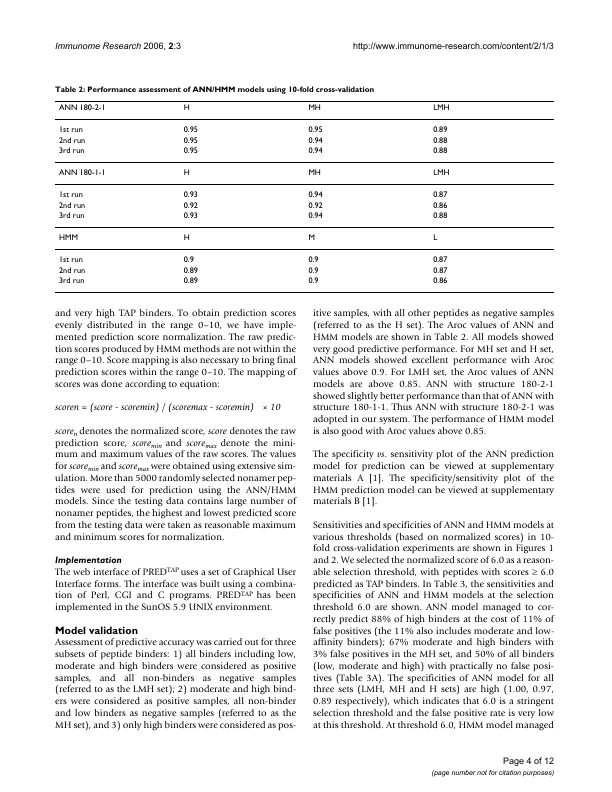 Immunome Research 2006, 2:3
http://www.immunome-research.com/content/2/1/3
Table 2: Performance assessment of ANN/HMM models using 10-fold cross-validation
ANN 180-2-1 H MH LMH
1st run 0.95 0.95 0.89
2nd run 0.95 0.94 0.88
3rd run 0.95 0.94 0.88
ANN 180-1-1 H MH LMH
1st run 0.93 0.94 0.87
2nd run 0.92 0.92 0.86
3rd run 0.93 0.94 0.88
HMM H M L
1st run 0.9 0.9 0.87
2nd run 0.89 0.9 0.87
3rd run 0.89 0.9 0.86
and very high TAP binders. To obtain prediction scores
evenly distributed in the range 0–10, we have imple-
mented prediction score normalization. The raw predic-
tion scores produced by HMM methods are not within the
range 0–10. Score mapping is also necessary to bring final
prediction scores within the range 0–10. The mapping of
scores was done according to equation:
scoren = (score - scoremin) / (scoremax - scoremin) × 10
scoren denotes the normalized score, score denotes the raw
prediction score, scoremin and scoremax denote the mini-
mum and maximum values of the raw scores. The values
for scoremin and scoremax were obtained using extensive sim-
ulation. More than 5000 randomly selected nonamer pep-
tides were used for prediction using the ANN/HMM
models. Since the testing data contains large number of
nonamer peptides, the highest and lowest predicted score
from the testing data were taken as reasonable maximum
and minimum scores for normalization.
Implementation
The web interface of PREDTAP uses a set of Graphical User
Interface forms. The interface was built using a combina-
tion of Perl, CGI and C programs. PREDTAP has been
implemented in the SunOS 5.9 UNIX environment.
Model validation
Assessment of predictive accuracy was carried out for three
subsets of peptide binders: 1) all binders including low,
moderate and high binders were considered as positive
samples, and all non-binders as negative samples
(referred to as the LMH set); 2) moderate and high bind-
ers were considered as positive samples, all non-binder
and low binders as negative samples (referred to as the
MH set), and 3) only high binders were considered as pos-
itive samples, with all other peptides as negative samples
(referred to as the H set). The Aroc values of ANN and
HMM models are shown in Table 2. All models showed
very good predictive performance. For MH set and H set,
ANN models showed excellent performance with Aroc
values above 0.9. For LMH set, the Aroc values of ANN
models are above 0.85. ANN with structure 180-2-1
showed slightly better performance than that of ANN with
structure 180-1-1. Thus ANN with structure 180-2-1 was
adopted in our system. The performance of HMM model
is also good with Aroc values above 0.85.
The specificity vs. sensitivity plot of the ANN prediction
model for prediction can be viewed at supplementary
materials A [1]. The specificity/sensitivity plot of the
HMM prediction model can be viewed at supplementary
materials B [1].
Sensitivities and specificities of ANN and HMM models at
various thresholds (based on normalized scores) in 10-
fold cross-validation experiments are shown in Figures 1
and 2. We selected the normalized score of 6.0 as a reason-
able selection threshold, with peptides with scores ≥ 6.0
predicted as TAP binders. In Table 3, the sensitivities and
specificities of ANN and HMM models at the selection
threshold 6.0 are shown. ANN model managed to cor-
rectly predict 88% of high binders at the cost of 11% of
false positives (the 11% also includes moderate and low-
affinity binders); 67% moderate and high binders with
3% false positives in the MH set, and 50% of all binders
(low, moderate and high) with practically no false posi-
tives (Table 3A). The specificities of ANN model for all
three sets (LMH, MH and H sets) are high (1.00, 0.97,
0.89 respectively), which indicates that 6.0 is a stringent
selection threshold and the false positive rate is very low
at this threshold. At threshold 6.0, HMM model managed
Page 4 of 12
(page number not for citation purposes)